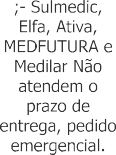 ;- Sulmedic,
Elfa, Ativa,
MEDFUTURA e
Medilar Não
atendem o
prazo de
entrega, pedido
emergencial.